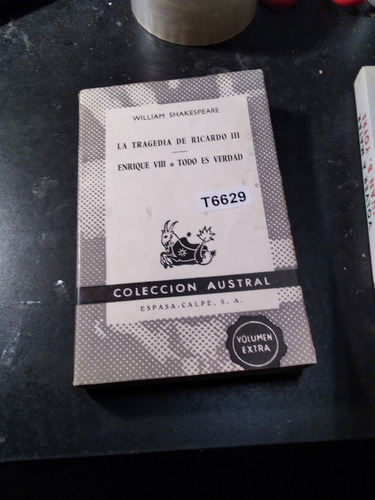 WILLIAM SHAKESPEARE
LA TRAGEDIA DE RICARDO III
ENRIQUE VIII o TODO ES VERDAD
T6629
COLECCION AUSTRAL
ESPASA-CALPE, S. A.
VOLUMEN
EXTRA